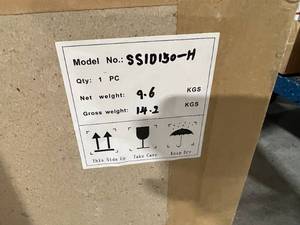 Model No.: SSID130-H
Qty: 1 PC
Net weight: 9.6 KGS
Gross weight: 14.2 KGS
This Side Up Take Care Keep Dry